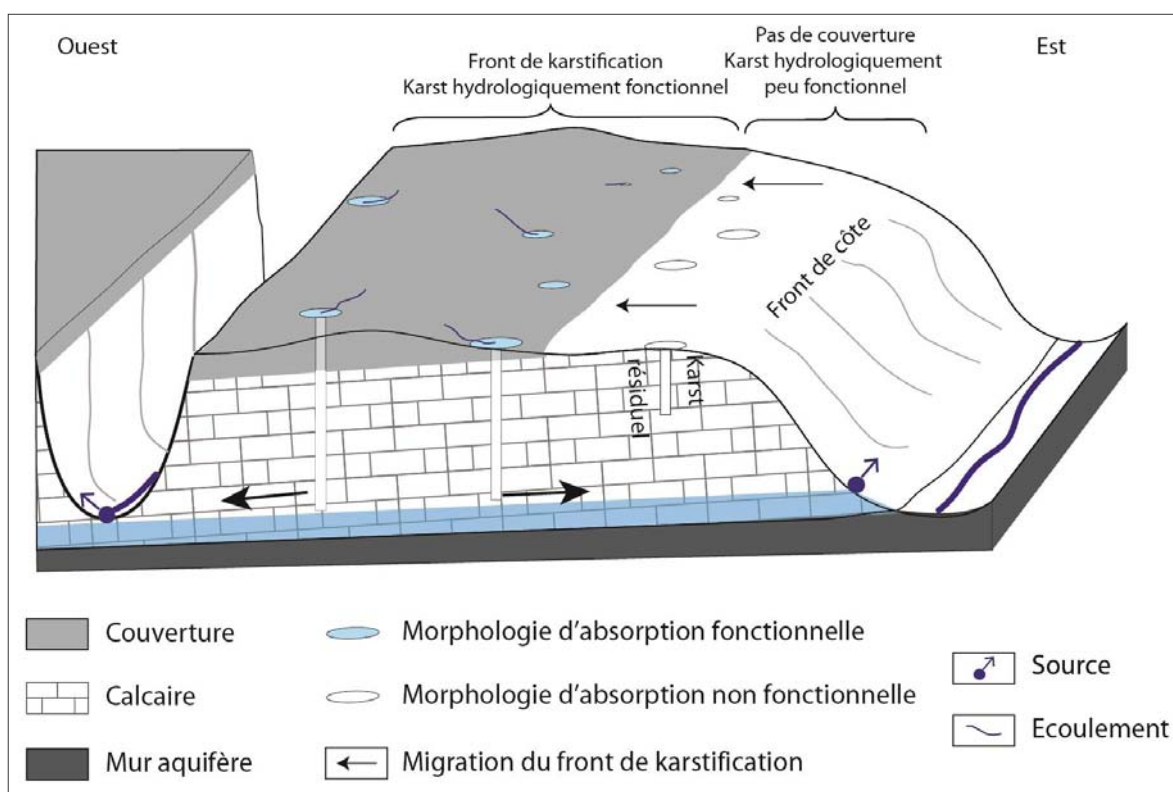 Ouest
Pas de couverture
Karst hydrologiquement
peu fonctionnel
Est
Front de karstification
Karst hydrologiquement fonctionnel
Front de côte
Karst
résiduel
Couverture
Calcaire
Mur aquifère
Morphologie d'absorption fonctionnelle
Morphologie d'absorption non fonctionnelle
Migration du front de karstification
Source
Ecoulement